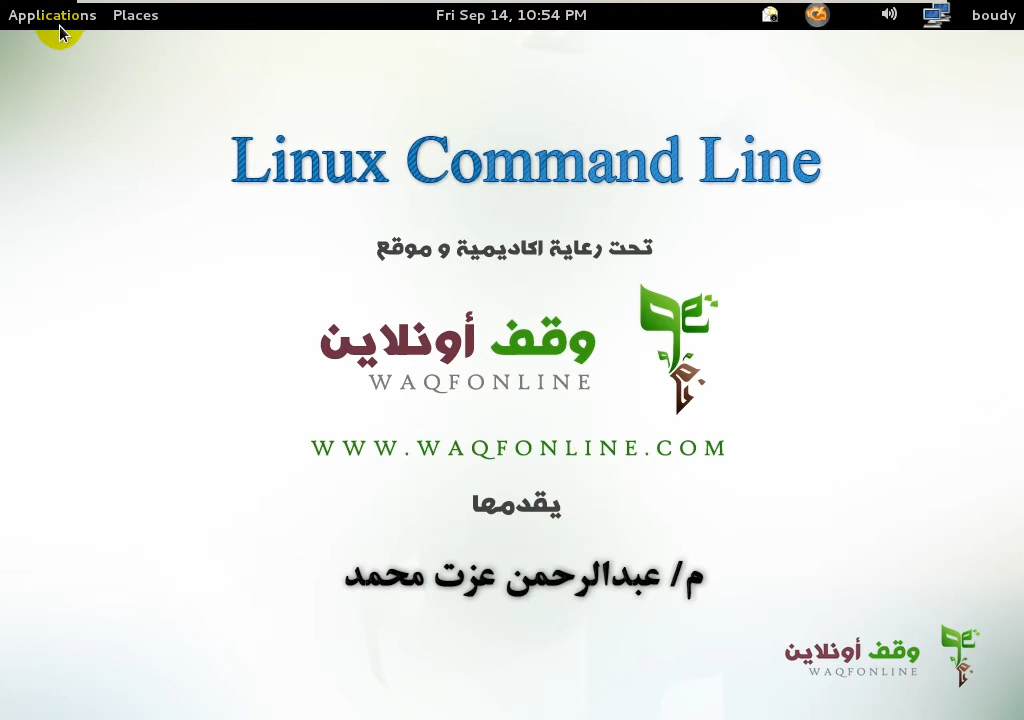 Applications Places Fri Sep 14, 10:54 PM boudy
Linux Command Line
تحت رعاية اكاديمية و موقع
وقف أونلاين
WAQFONLINE
WWW.WAQFONLINE.COM
يقدمها
م/ عبدالرحمن عزت محمد
وقف أونلاين
WAQFONLINE